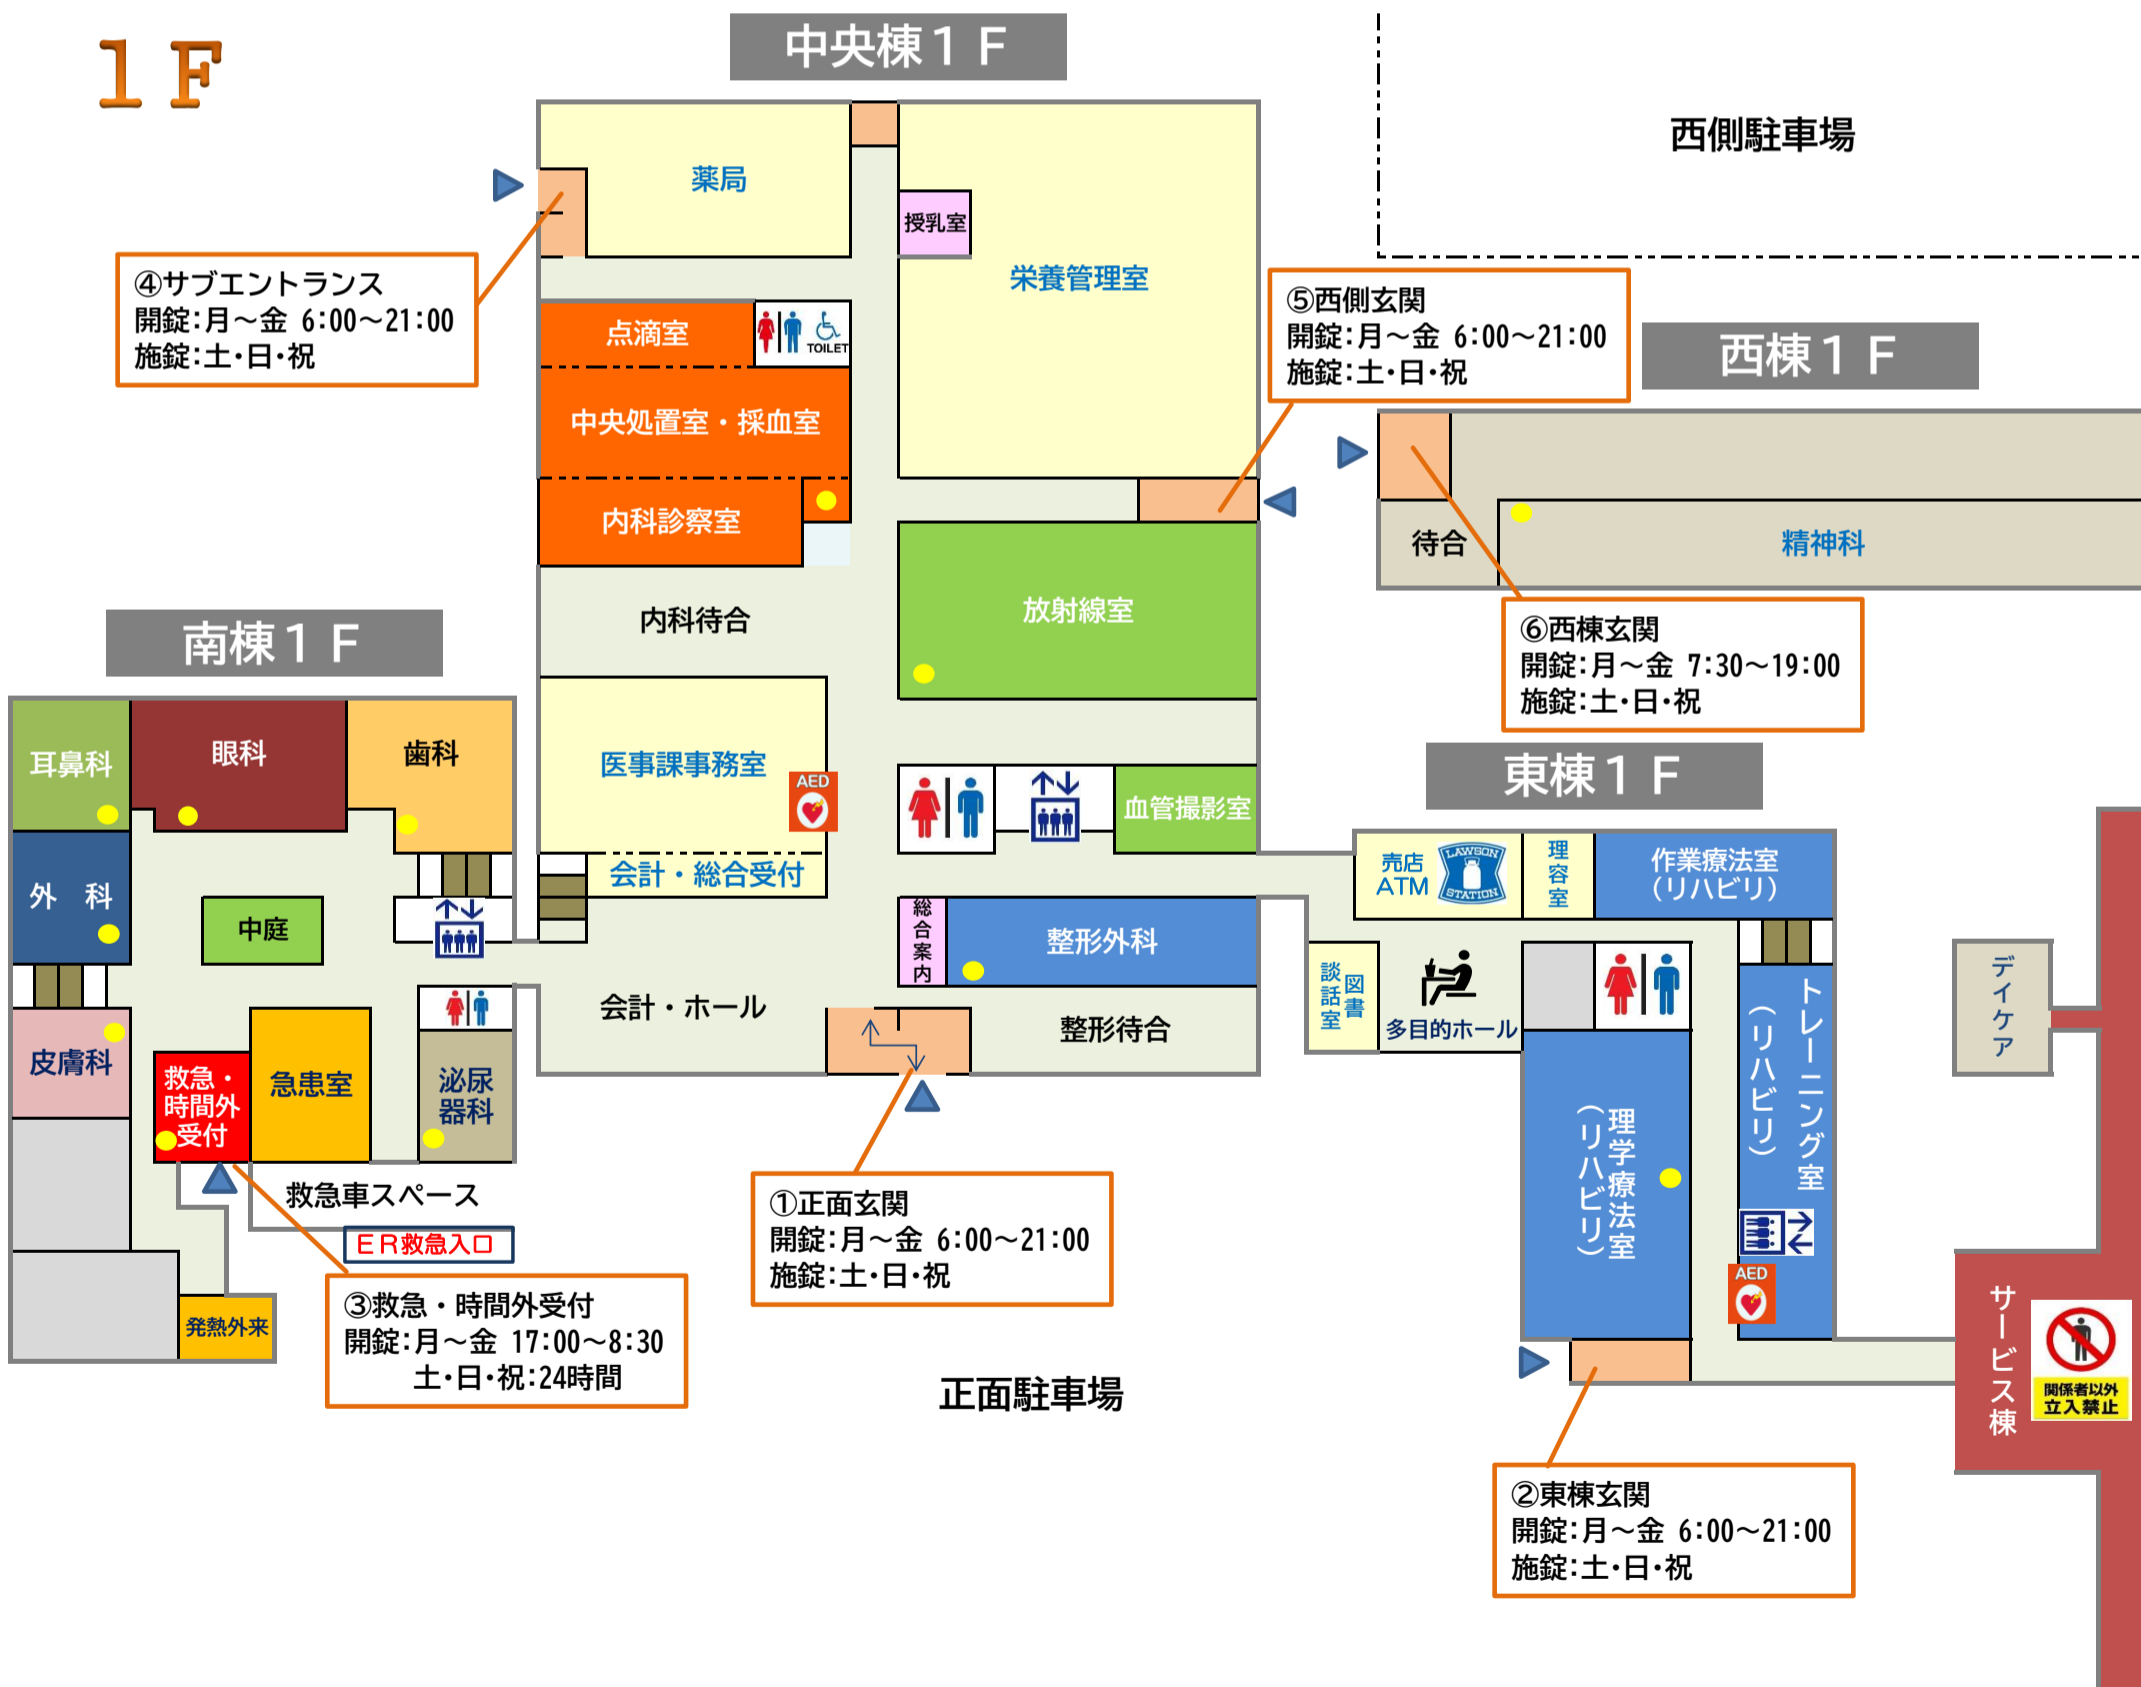 １Ｆ
中央棟１Ｆ
西側駐車場
薬局
授乳室
栄養管理室
④サブエントランス
開錠：月～金 6：00～21：00
施錠：土・日・祝
点滴室
TOILET
⑤西側玄関
開錠：月～金 6：00～21：00
施錠：土・日・祝
西棟１Ｆ
中央処置室・採血室
内科診察室
待合
精神科
内科待合
放射線室
⑥西棟玄関
開錠：月～金 7：30～19：00
施錠：土・日・祝
南棟１Ｆ
耳鼻科
眼科
歯科
医事課事務室
AED
血管撮影室
東棟１Ｆ
会計・総合受付
売店
ATM
LAWSON
STATION
理容室
作業療法室
（リハビリ）
外　科
中庭
総合案内
整形外科
図書
談話室
多目的ホール
トレーニング室
（リハビリ）
デイケア
会計・ホール
整形待合
皮膚科
救急・
時間外
受付
急患室
泌尿
器科
理学療法室
（リハビリ）
救急車スペース
ＥＲ救急入口
①正面玄関
開錠：月～金 6：00～21：00
施錠：土・日・祝
AED
発熱外来
③救急・時間外受付
開錠：月～金 17：00～8：30
土・日・祝：24時間
正面駐車場
サービス棟
関係者以外
立入禁止
②東棟玄関
開錠：月～金 6：00～21：00
施錠：土・日・祝